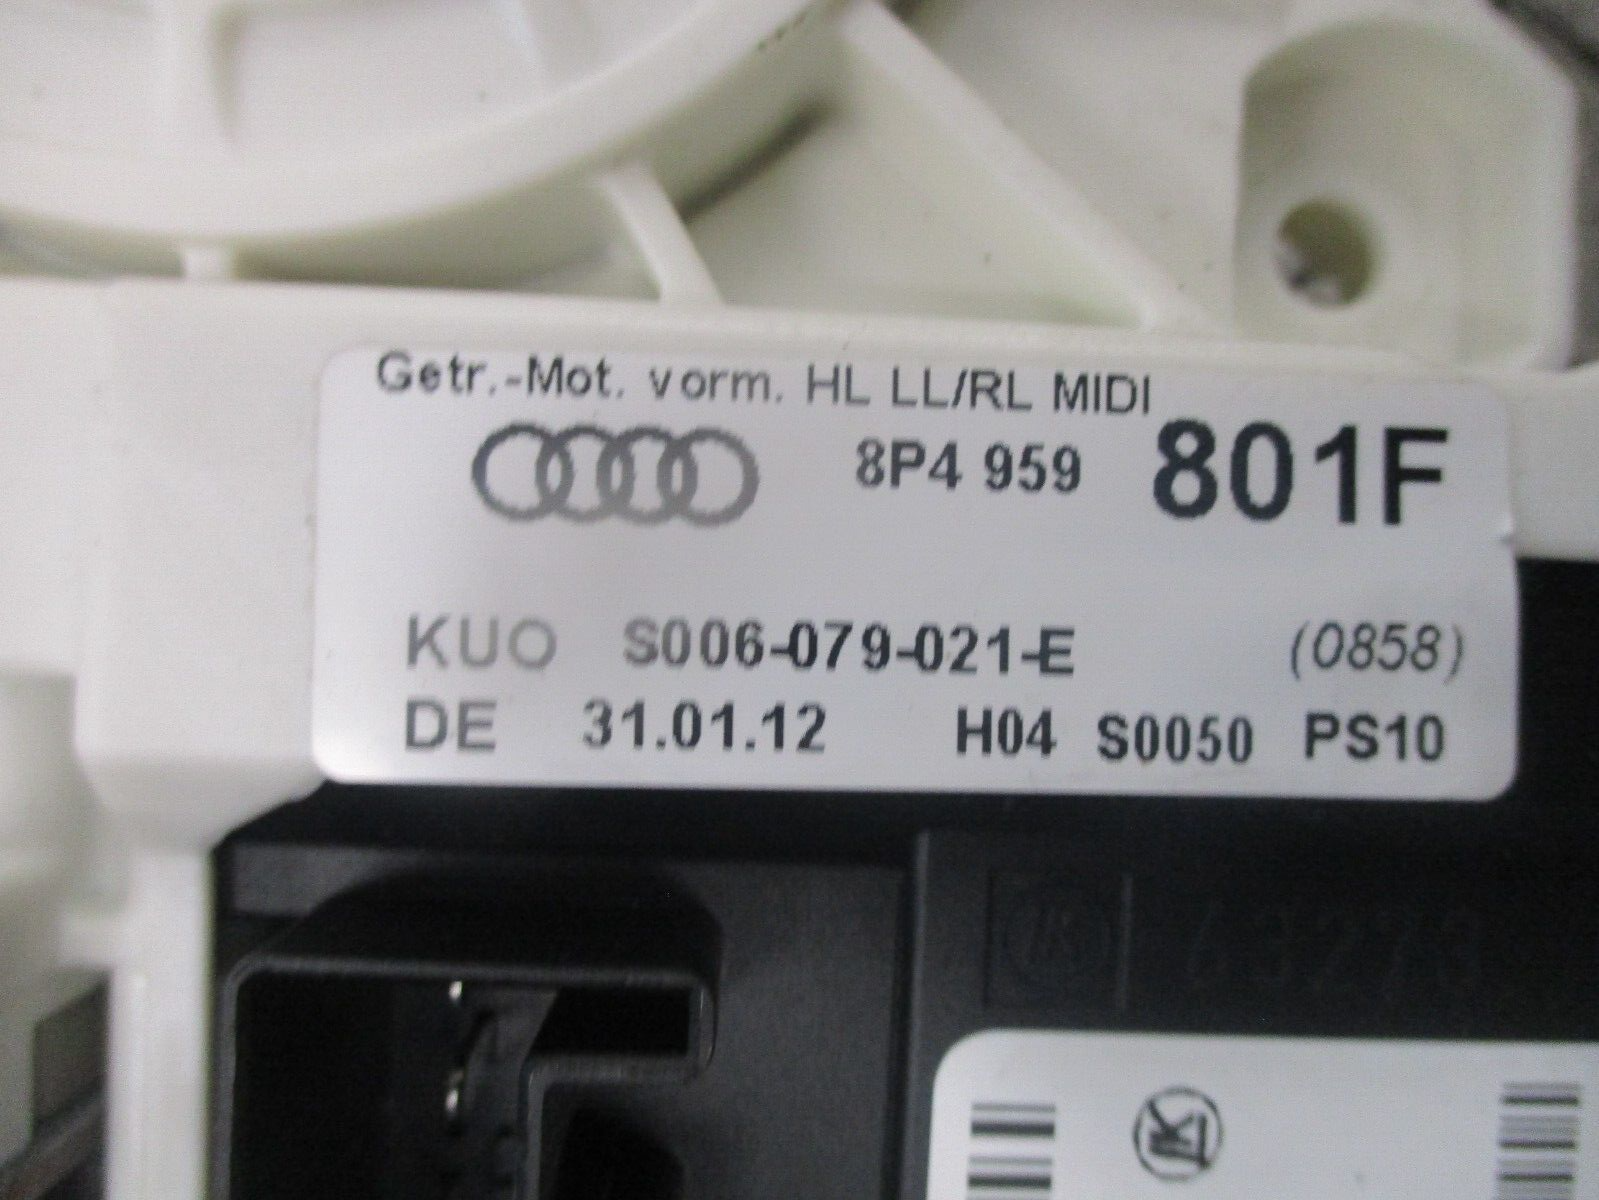 Getr.-Mot. vorm. HL LL/RL MIDI
8P4 959 801F
KUO S006-079-021-E (0858)
DE 31.01.12 H04 S0050 PS10